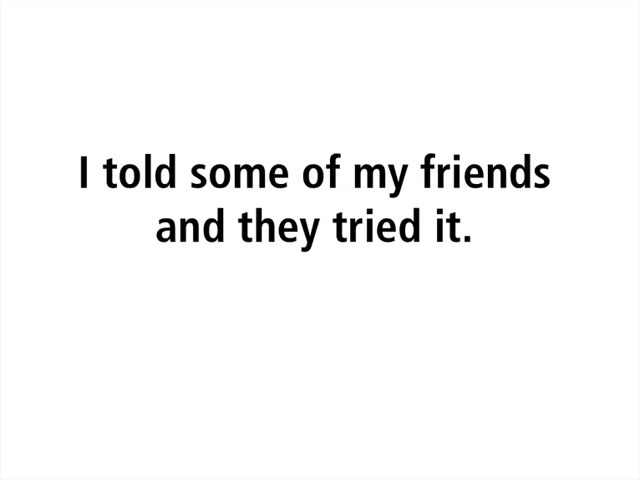 I told some of my friends
and they tried it.